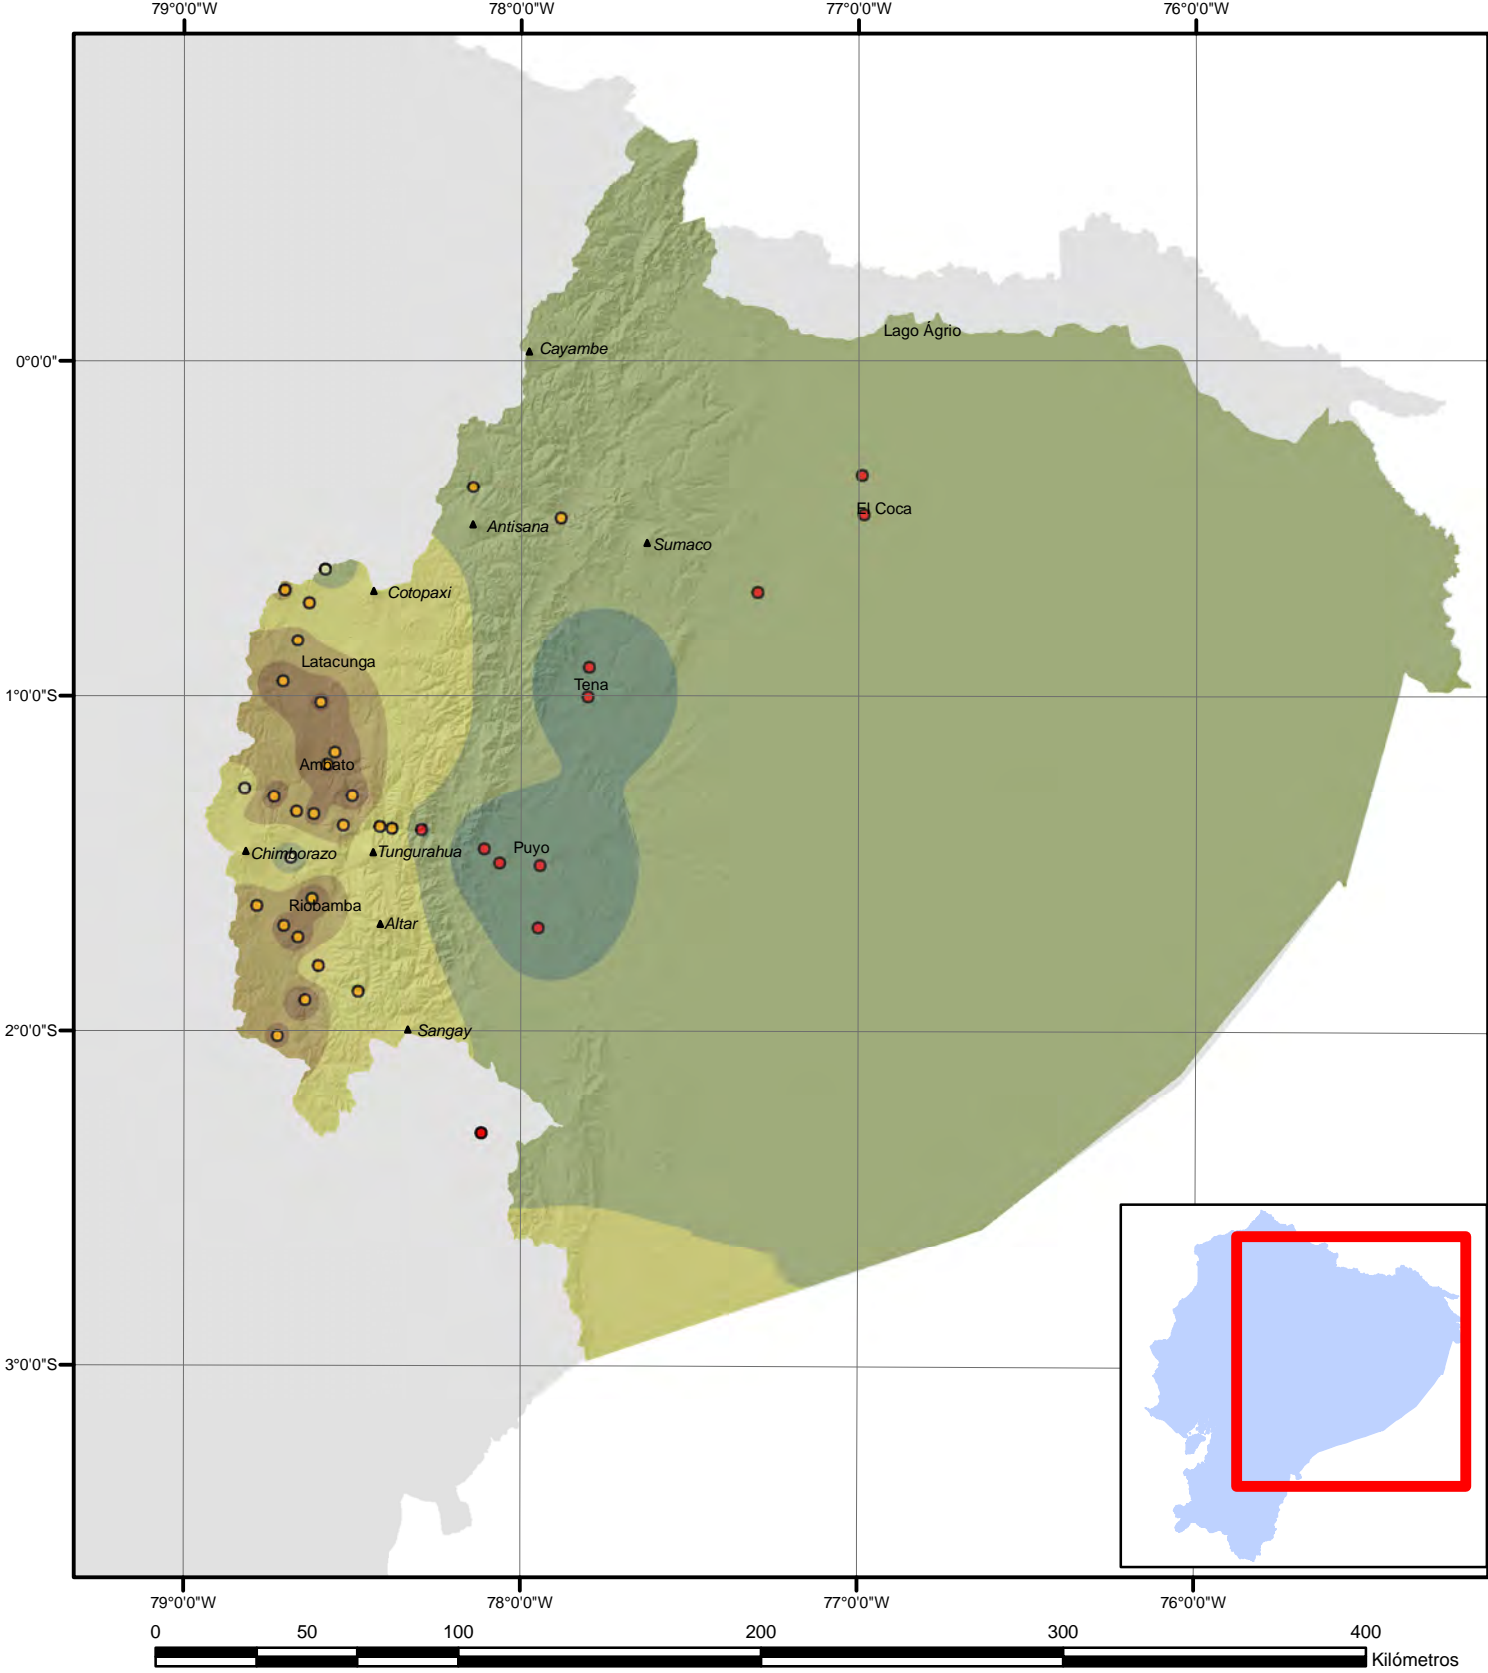 79°0'0"W
78°0'0"W
77°0'0"W
76°0'0"W
Lago Ágrio
0°0'0"
Cayambe
El Coca
Antisana
Sumaco
Cotopaxi
Latacunga
Tena
1°0'0"S
Ambato
Puyo
Chimborazo
Tungurahua
Riobamba
Altar
2°0'0"S
Sangay
3°0'0"S
79°0'0"W
78°0'0"W
77°0'0"W
76°0'0"W
0
50
100
200
300
400
Kilómetros